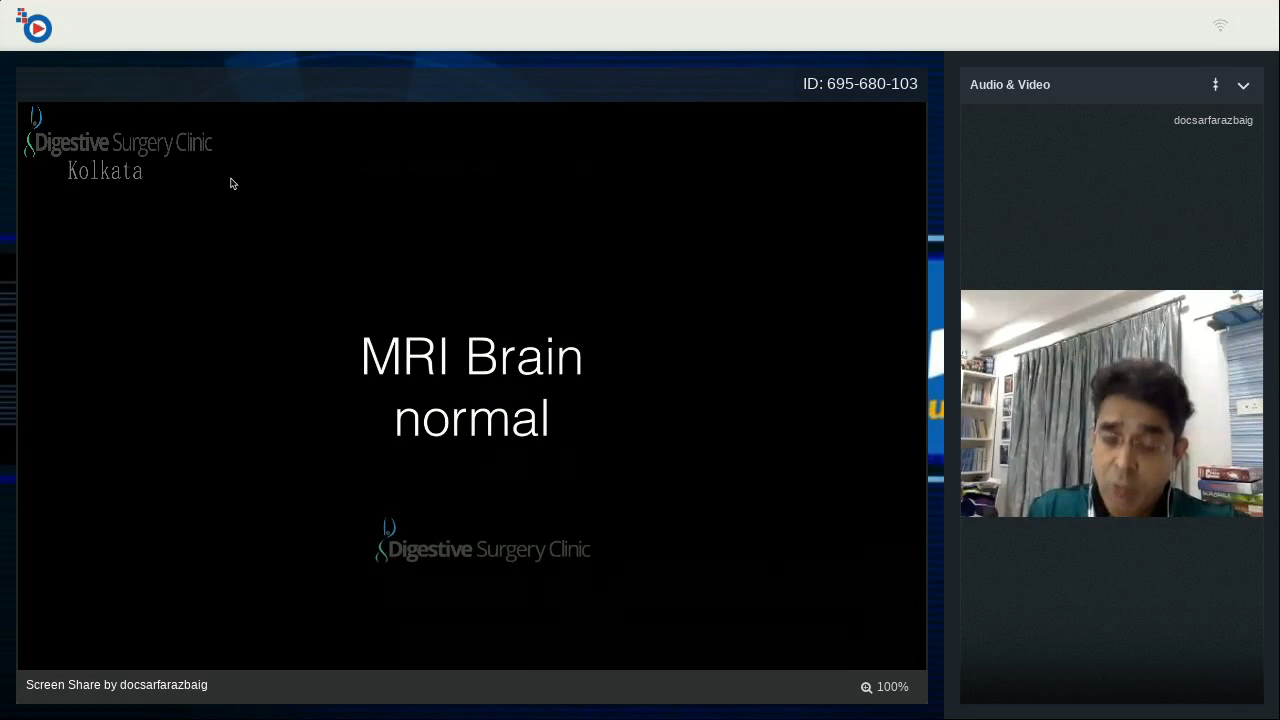 ID: 695-680-103
Audio & Video
docsarfarazbaig
Digestive Surgery Clinic
Kolkata
MRI Brain
normal
Digestive Surgery Clinic
Screen Share by docsarfarazbaig
100%